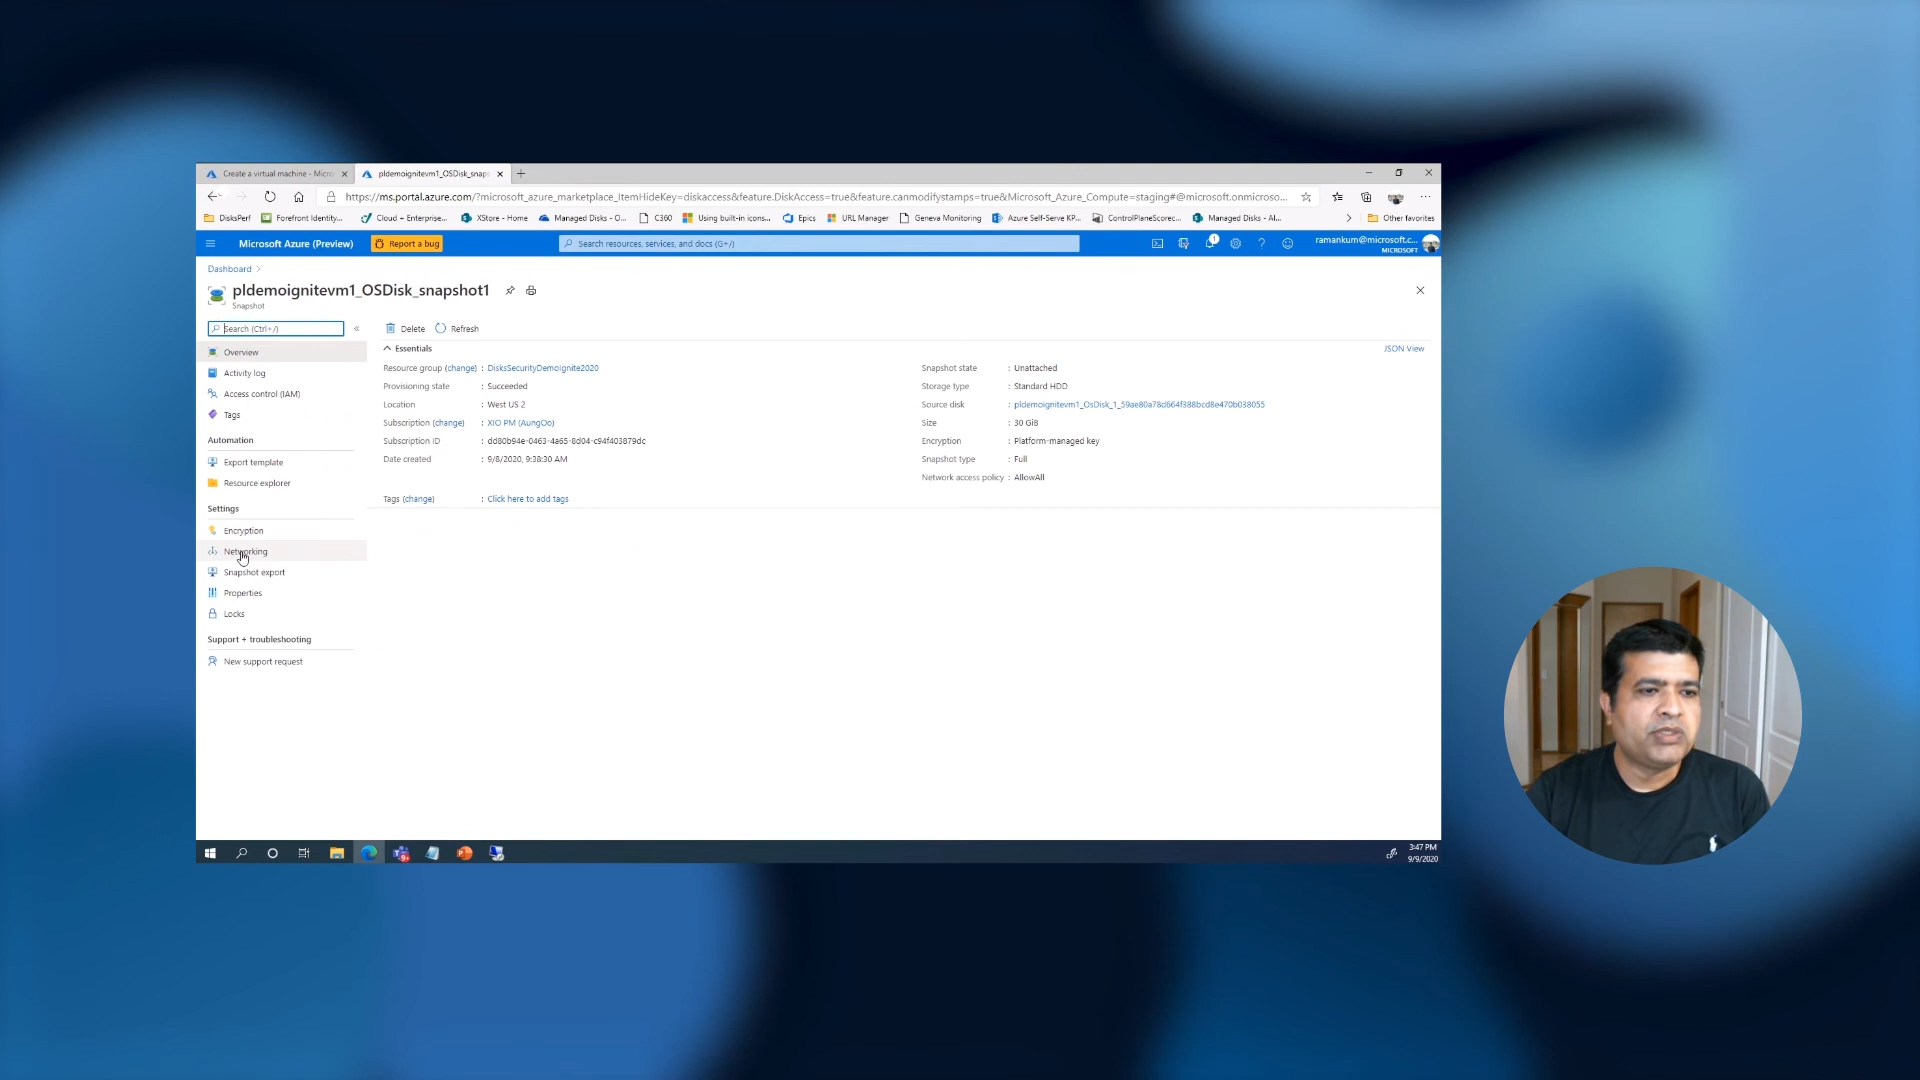 Create a virtual machine - Micro
pldemoignitevm1_OSDisk_snaps
https://ms.portal.azure.com/?microsoft_azure_marketplace_ItemHideKey=diskaccess&feature.DiskAccess=true&feature.canmodifystamps=true&Microsoft_Azure_Compute=staging#@microsoft.onmicroso...
DisksPerf Forefront Identity... Cloud + Enterprise... XStore - Home Managed Disks - O... C360 Using built-in icons... Epics URL Manager Geneva Monitoring Azure Self-Serve KP... ControlPlaneScorec... Managed Disks - Al... Other favorites
Microsoft Azure (Preview) Report a bug Search resources, services, and docs (G+/) 1 ramankum@microsoft.c...
MICROSOFT
Dashboard >
pldemoignitevm1_OSDisk_snapshot1
Snapshot
Search (Ctrl+/)
«
Delete Refresh
Overview
Activity log
Access control (IAM)
Tags
Automation
Export template
Resource explorer
Settings
Encryption
Networking
Snapshot export
Properties
Locks
Support + troubleshooting
New support request
Essentials
JSON View
Resource group (change) : DisksSecurityDemoIgnite2020
Provisioning state : Succeeded
Location : West US 2
Subscription (change) : XIO PM (AungOo)
Subscription ID : dd80b94e-0463-4a65-8d04-c94f403879dc
Date created : 9/8/2020, 9:38:30 AM
Tags (change) : Click here to add tags
Snapshot state : Unattached
Storage type : Standard HDD
Source disk : pldemoignitevm1_OsDisk_1_59ae80a78d664f388bcd8e470b038055
Size : 30 GiB
Encryption : Platform-managed key
Snapshot type : Full
Network access policy : AllowAll
3:47 PM
9/9/2020